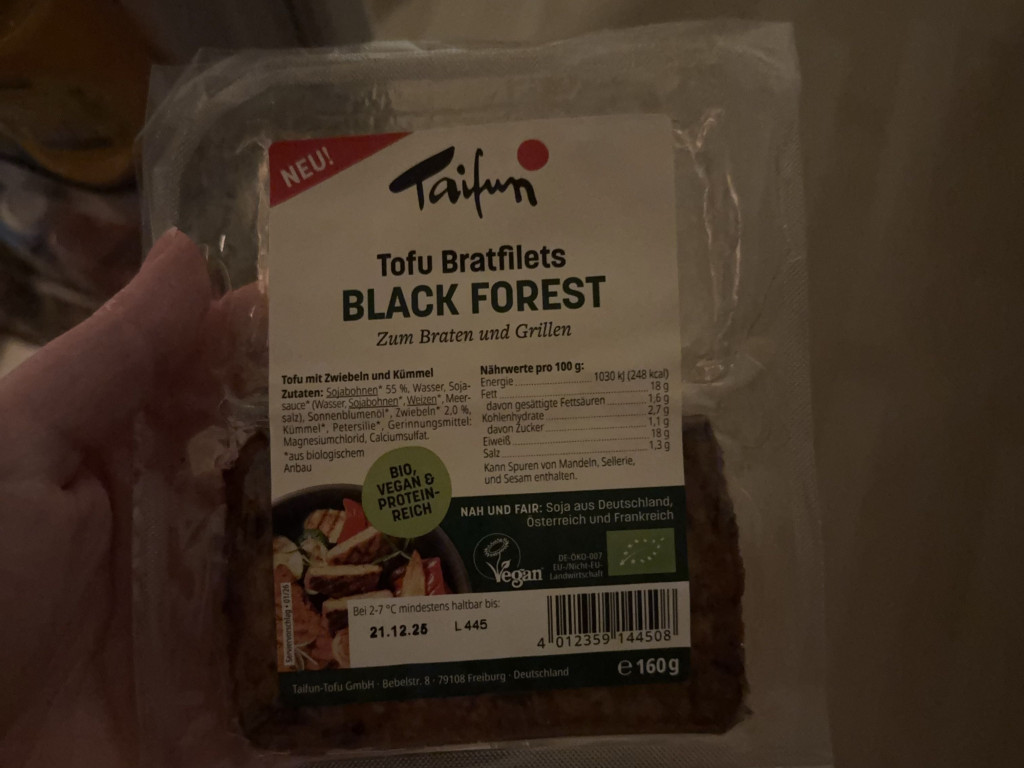 NEU!
Taifun
Tofu Bratfilets
BLACK FOREST
Zum Braten und Grillen
Tofu mit Zwiebeln und Kümmel
Zutaten: Sojabohnen* 55 %, Wasser, Soja-
sauce* (Wasser, Sojabohnen*, Weizen*, Meer-
salz), Sonnenblumenöl*, Zwiebeln* 2,0 %,
Kümmel*, Petersilie*, Gerinnungsmittel:
Magnesiumchlorid, Calciumsulfat.
*aus biologischem
Anbau
Nährwerte pro 100 g:
Energie 1030 kJ (248 kcal)
Fett 18 g
davon gesättigte Fettsäuren 1,6 g
Kohlenhydrate 2,7 g
davon Zucker 1,1 g
Eiweiß 18 g
Salz 1,3 g
Kann Spuren von Mandeln, Sellerie,
und Sesam enthalten.
BIO,
VEGAN &
PROTEIN-
REICH
NAH UND FAIR: Soja aus Deutschland,
Österreich und Frankreich
Vegan
DE-ÖKO-007
EU-/Nicht-EU-
Landwirtschaft
Serviervorschlag • 01/26
Bei 2-7 °C mindestens haltbar bis:
21.12.25 L 445
4 012359 144508
Taifun-Tofu GmbH · Bebelstr. 8 · 79108 Freiburg · Deutschland
e 160 g